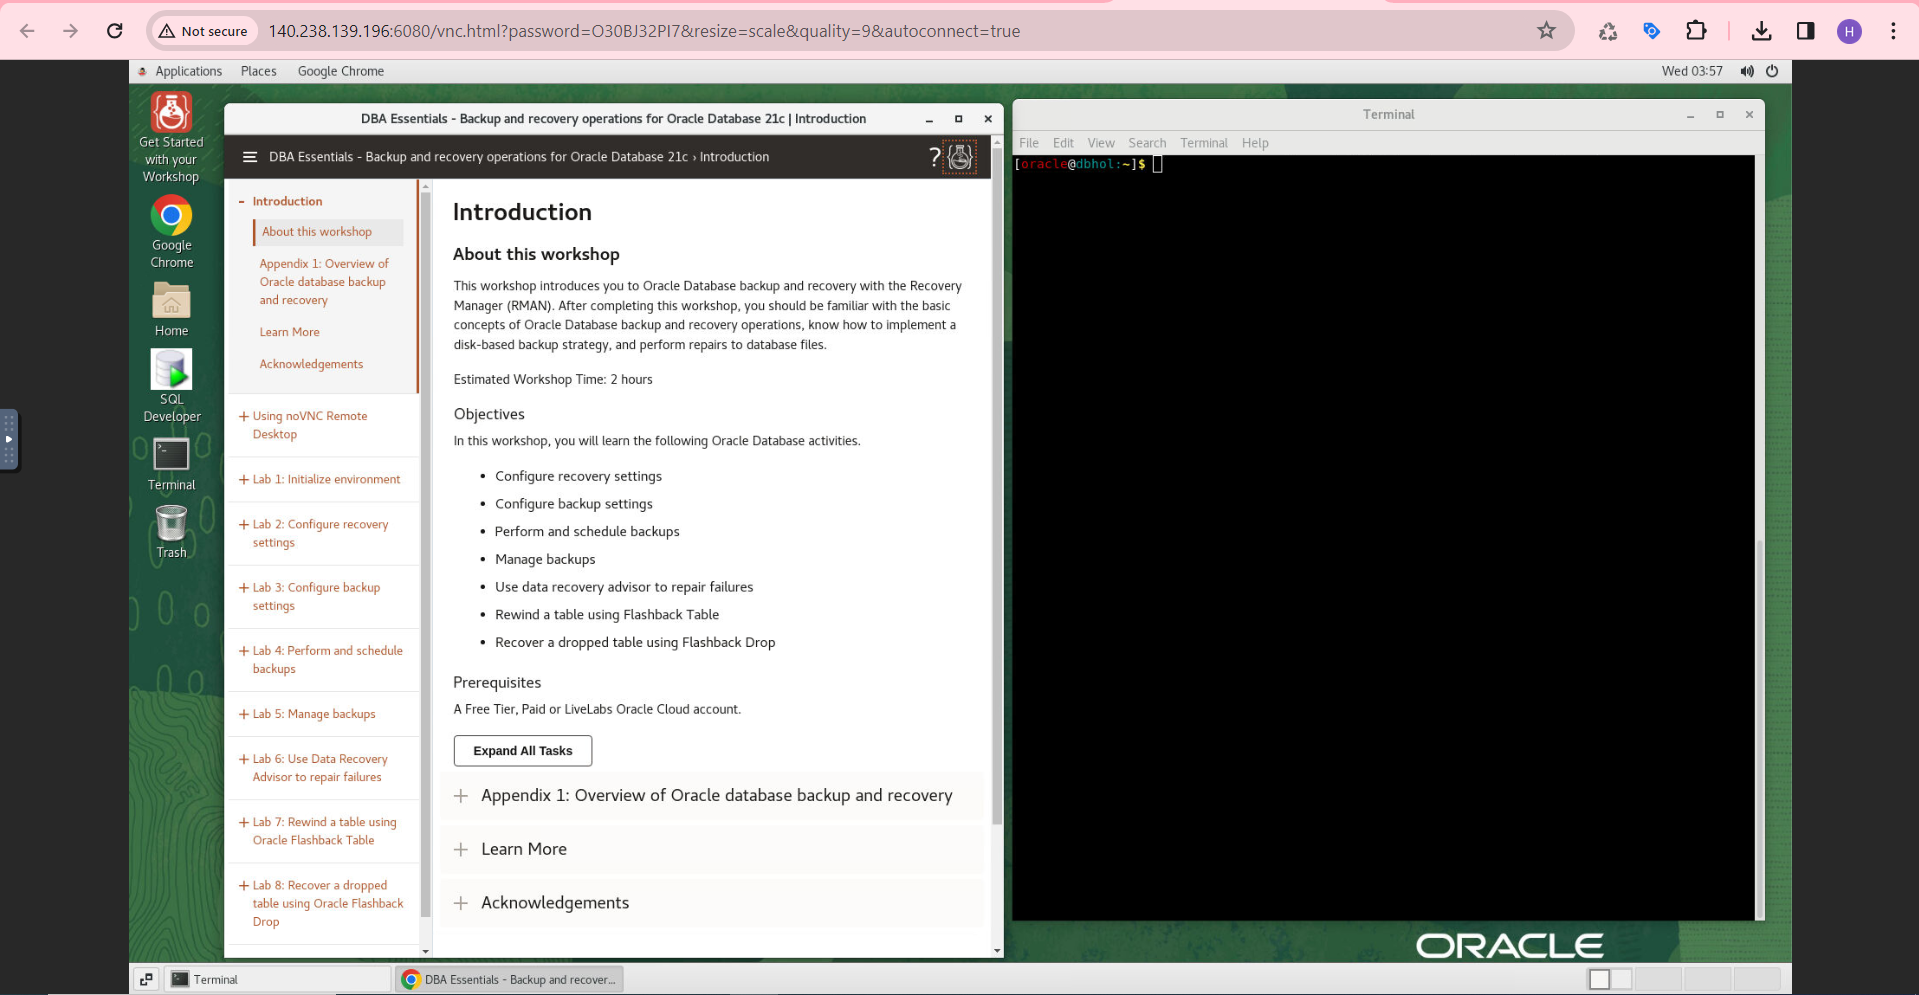 Not secure
140.238.139.196:6080/vnc.html?password=O30BJ32PI7&resize=scale&quality=9&autoconnect=true
H
Applications Places Google Chrome
Wed 03:57
Get Started
with your
Workshop
Google
Chrome
Home
SQL
Developer
Terminal
Trash
DBA Essentials - Backup and recovery operations for Oracle Database 21c | Introduction
DBA Essentials - Backup and recovery operations for Oracle Database 21c › Introduction
?
- Introduction
About this workshop
Appendix 1: Overview of
Oracle database backup
and recovery
Learn More
Acknowledgements
+ Using noVNC Remote
Desktop
+ Lab 1: Initialize environment
+ Lab 2: Configure recovery
settings
+ Lab 3: Configure backup
settings
+ Lab 4: Perform and schedule
backups
+ Lab 5: Manage backups
+ Lab 6: Use Data Recovery
Advisor to repair failures
+ Lab 7: Rewind a table using
Oracle Flashback Table
+ Lab 8: Recover a dropped
table using Oracle Flashback
Drop
Introduction
About this workshop
This workshop introduces you to Oracle Database backup and recovery with the Recovery
Manager (RMAN). After completing this workshop, you should be familiar with the basic
concepts of Oracle Database backup and recovery operations, know how to implement a
disk-based backup strategy, and perform repairs to database files.
Estimated Workshop Time: 2 hours
Objectives
In this workshop, you will learn the following Oracle Database activities.
• Configure recovery settings
• Configure backup settings
• Perform and schedule backups
• Manage backups
• Use data recovery advisor to repair failures
• Rewind a table using Flashback Table
• Recover a dropped table using Flashback Drop
Prerequisites
A Free Tier, Paid or LiveLabs Oracle Cloud account.
Expand All Tasks
+ Appendix 1: Overview of Oracle database backup and recovery
+ Learn More
+ Acknowledgements
Terminal
File Edit View Search Terminal Help
[oracle@dbhol:~]$
ORACLE
Terminal
DBA Essentials - Backup and recover...